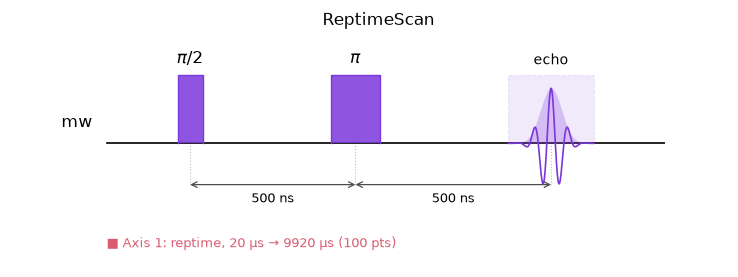 ReptimeScan
π/2 π echo
mw
500 ns 500 ns
Axis 1: reptime, 20 μs → 9920 μs (100 pts)